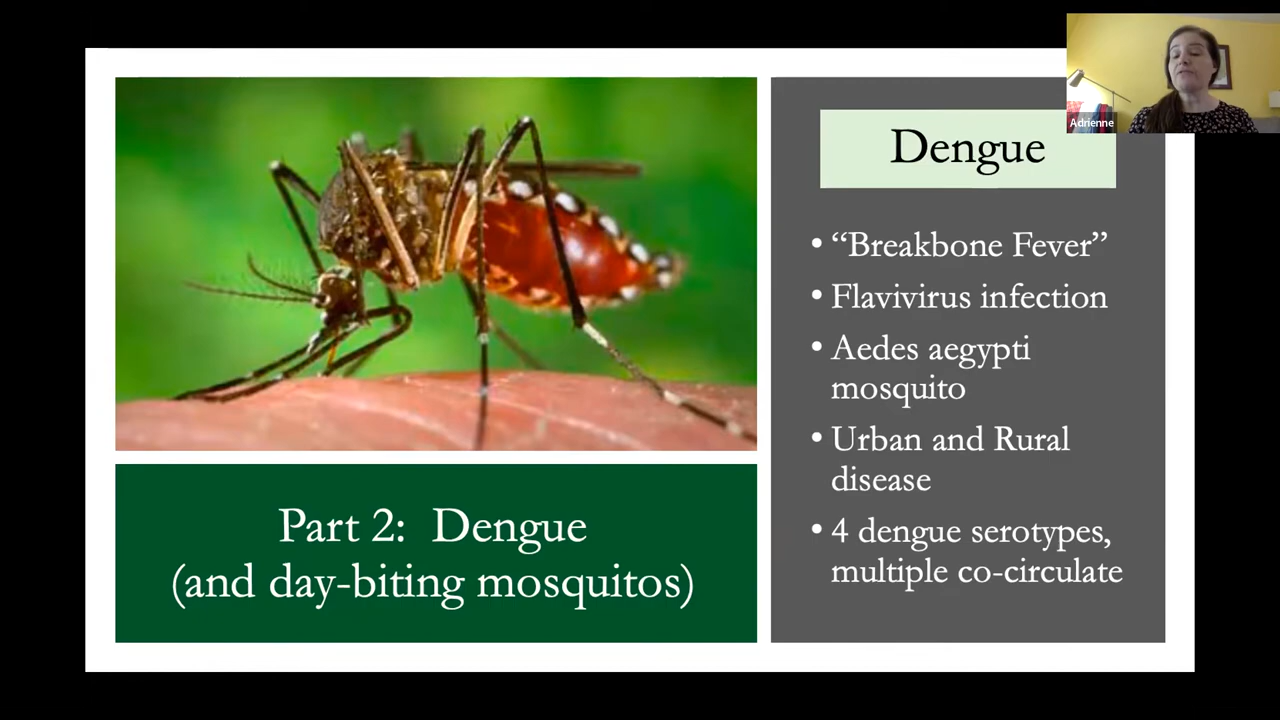 Adrienne
Dengue
• “Breakbone Fever”
• Flavivirus infection
• Aedes aegypti
mosquito
• Urban and Rural
disease
• 4 dengue serotypes,
multiple co-circulate
Part 2:  Dengue
(and day-biting mosquitos)